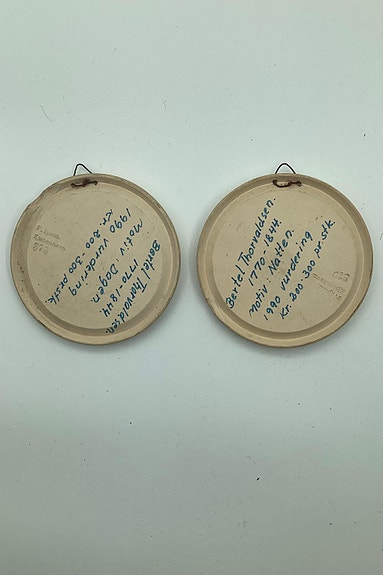 Bertel Thorvaldsen.
1770-1844.
Motiv: Dagen.
1990 vurdering
Kr. 200-300 pr.stk.
Bertel Thorvaldsen.
1770-1844.
Motiv: Natten.
1990 vurdering
Kr. 200-300 pr.stk.